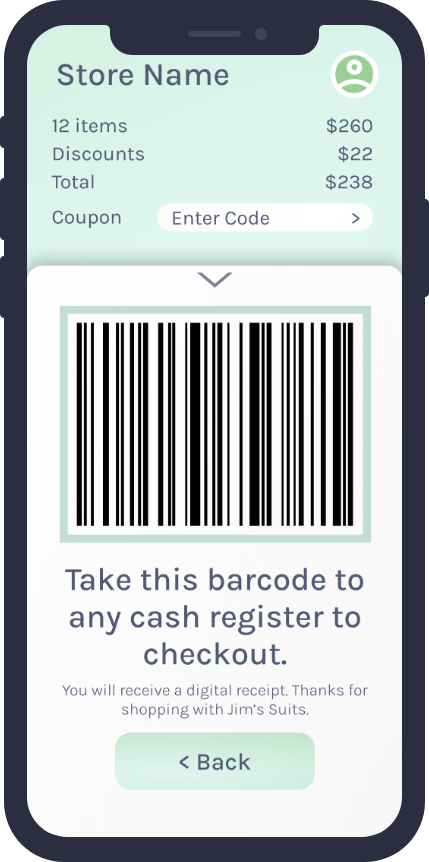 Store Name
12 items $260
Discounts $22
Total $238
Coupon Enter Code >
Take this barcode to
any cash register to
checkout.
You will receive a digital receipt. Thanks for
shopping with Jim's Suits.
< Back